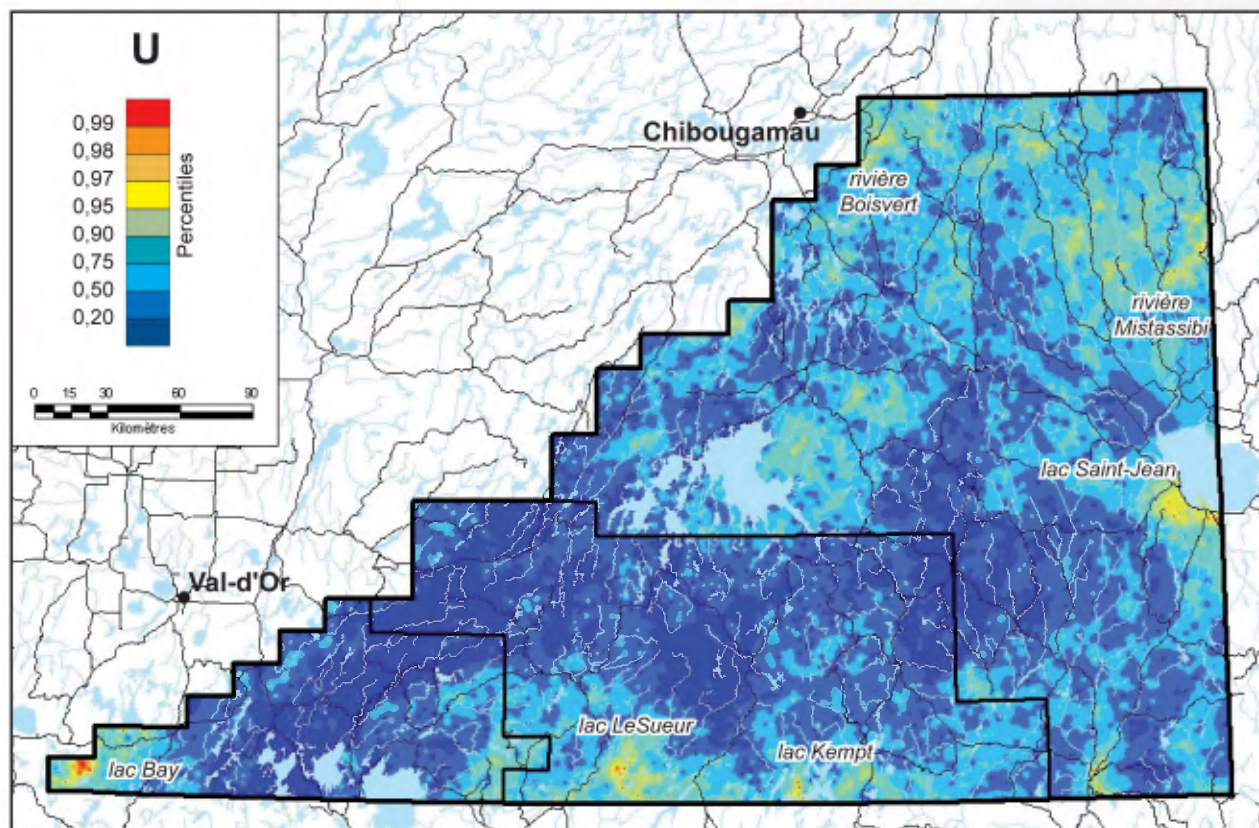 U
0,99
0,98
0,97
0,95
0,90
0,75
0,50
0,20
Percentiles
0 15 30 60 90
Kilomètres
Chibougamau
rivière
Boisvert
rivière
Mistassibi
lac Saint-Jean
Val-d'Or
lac LeSueur
lac Kempt
lac Bay